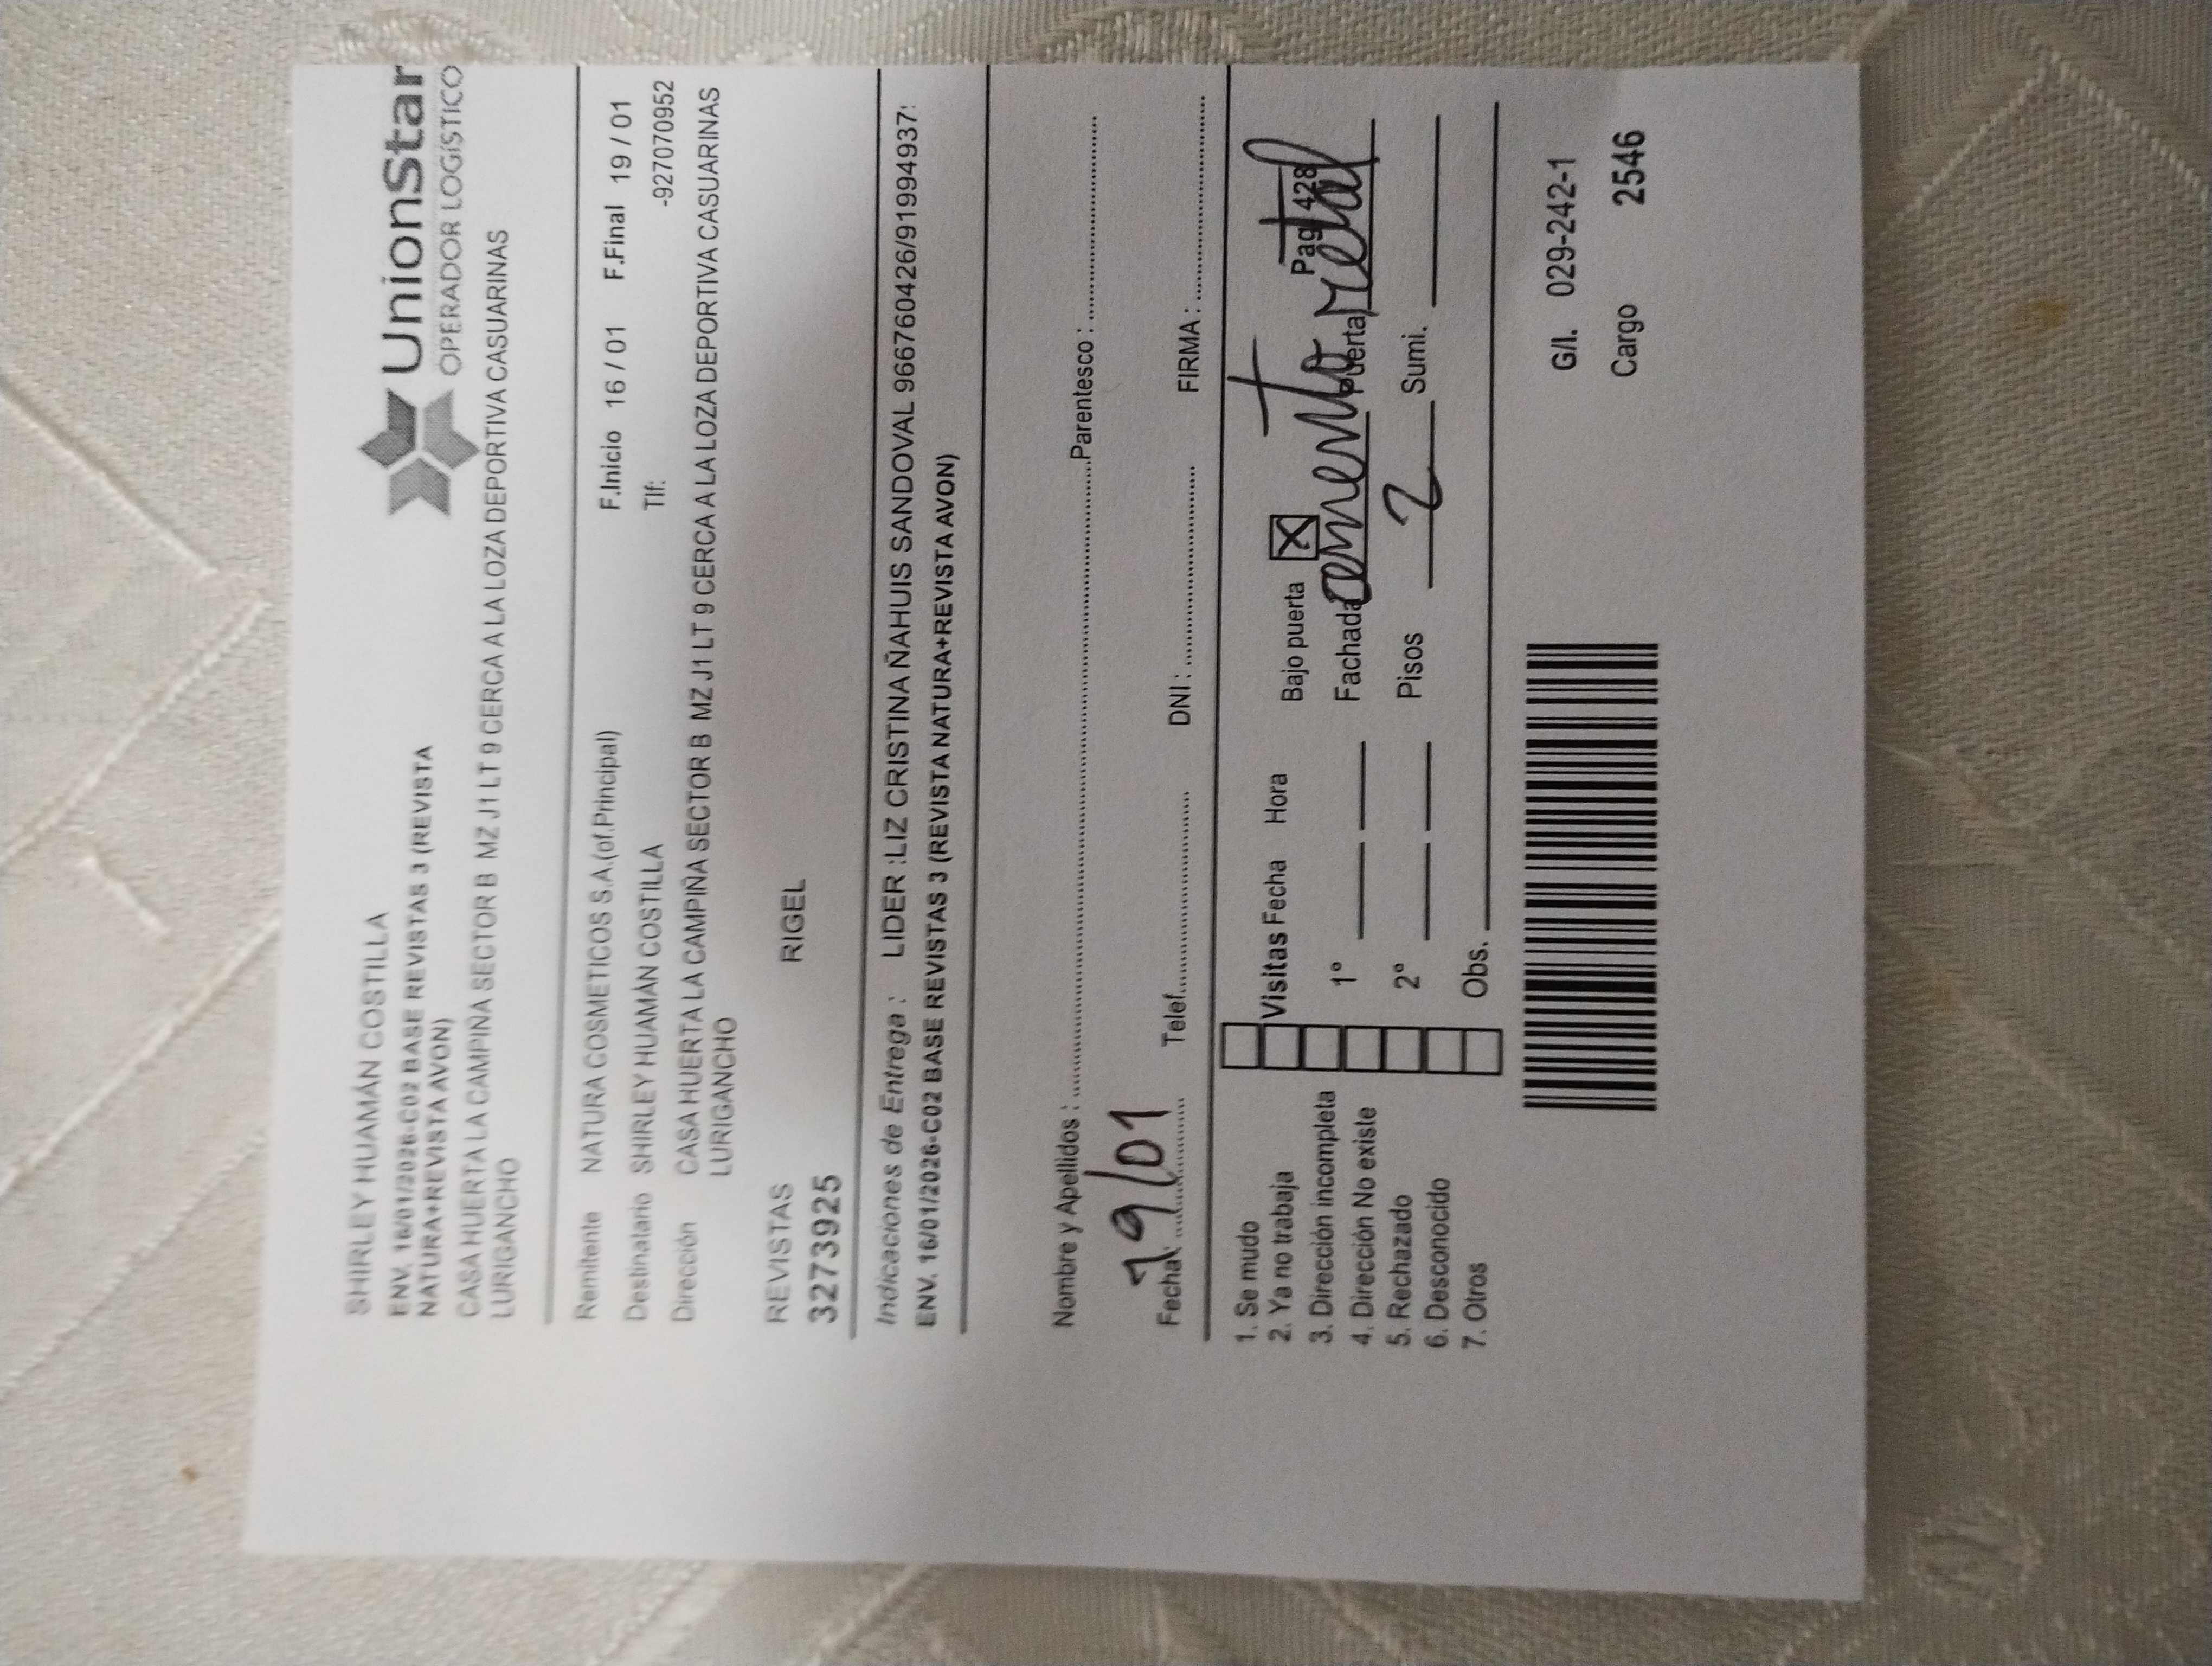 SHIRLEY HUAMÁN COSTILLA
UnionStar
OPERADOR LOGÍSTICO
ENV. 16/01/2026-C02 BASE REVISTAS 3 (REVISTA
NATURA+REVISTA AVON)
CASA HUERTA LA CAMPIÑA SECTOR B MZ J1 LT 9 CERCA A LA LOZA DEPORTIVA CASUARINAS
LURIGANCHO
Remitente NATURA COSMETICOS S.A.(of.Principal) F.Inicio 16 / 01 F.Final 19 / 01
Destinatario SHIRLEY HUAMÁN COSTILLA Tlf: -927070952
Dirección CASA HUERTA LA CAMPIÑA SECTOR B MZ J1 LT 9 CERCA A LA LOZA DEPORTIVA CASUARINAS
LURIGANCHO
REVISTAS RIGEL
3273925
Indicaciones de Entrega : LIDER :LIZ CRISTINA ÑAHUIS SANDOVAL 966760426/91994937
ENV. 16/01/2026-C02 BASE REVISTAS 3 (REVISTA NATURA+REVISTA AVON)
Nombre y Apellidos : Parentesco :
Fecha: 19/01 Telef. DNI : FIRMA :
1. Se mudo
2. Ya no trabaja Visitas Fecha Hora Bajo puerta X Pag 428
3. Dirección incompleta 1° Fachada cemento Puerta metal
4. Dirección No existe
5. Rechazado 2° Pisos 2 Sumi.
6. Desconocido
7. Otros Obs.
G/I. 029-242-1
Cargo 2546